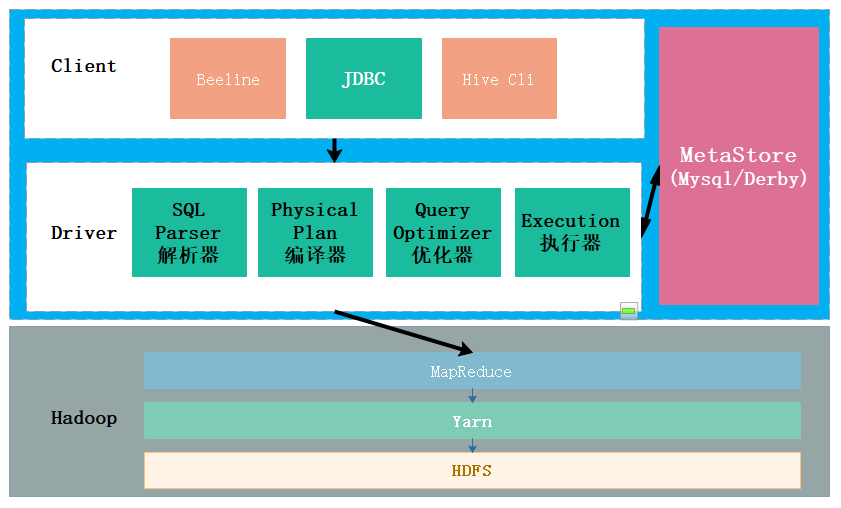 Client
Beeline
JDBC
Hive Cli
MetaStore
(Mysql/Derby)
Driver
SQL
Parser
解析器
Physical
Plan
编译器
Query
Optimizer
优化器
Execution
执行器
Hadoop
MapReduce
Yarn
HDFS